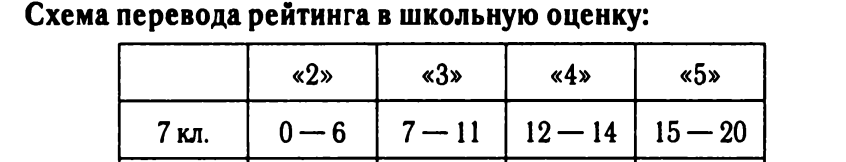 Схема перевода рейтинга в школьную оценку:
«2» «3» «4» «5»
7 кл. 0 — 6 7 — 11 12 — 14 15 — 20